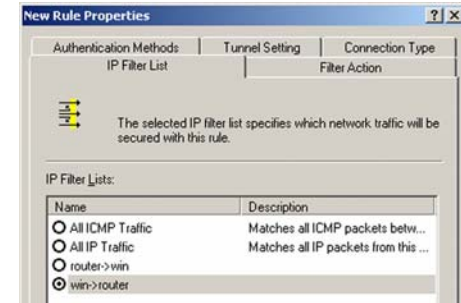 New Rule Properties
Authentication Methods Tunnel Setting Connection Type
IP Filter List Filter Action
The selected IP filter list specifies which network traffic will be
secured with this rule.
IP Filter Lists:
Name Description
All ICMP Traffic Matches all ICMP packets betw...
All IP Traffic Matches all IP packets from this ...
router->win
win->router